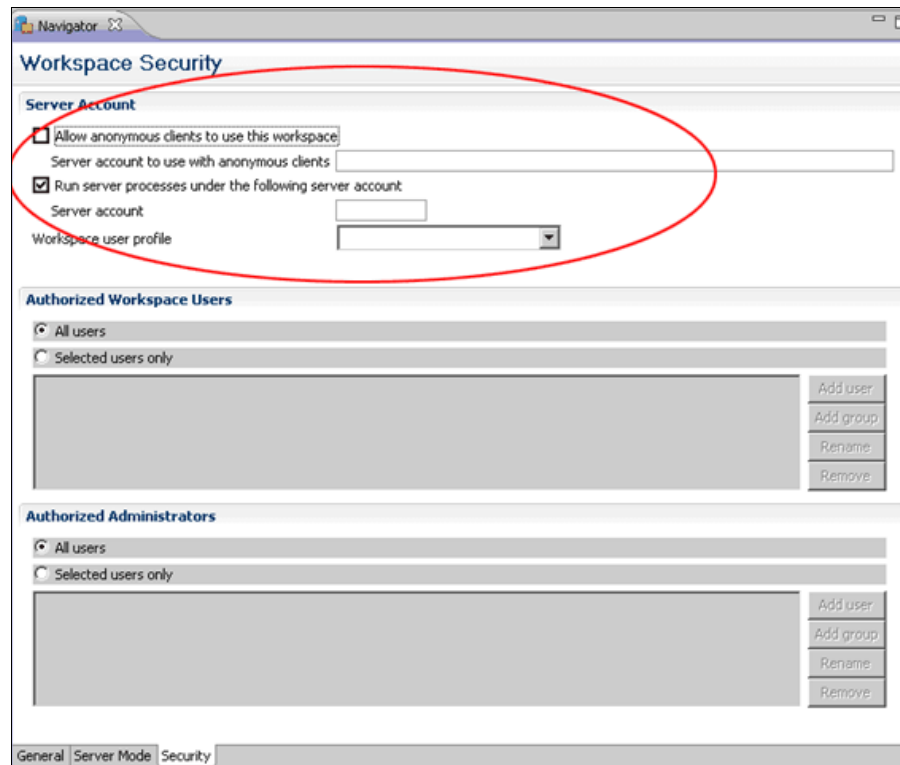 Navigator
Workspace Security
Server Account
Allow anonymous clients to use this workspace
Server account to use with anonymous clients
Run server processes under the following server account
Server account
Workspace user profile
Authorized Workspace Users
All users
Selected users only
Add user
Add group
Rename
Remove
Authorized Administrators
All users
Selected users only
Add user
Add group
Rename
Remove
General Server Mode Security